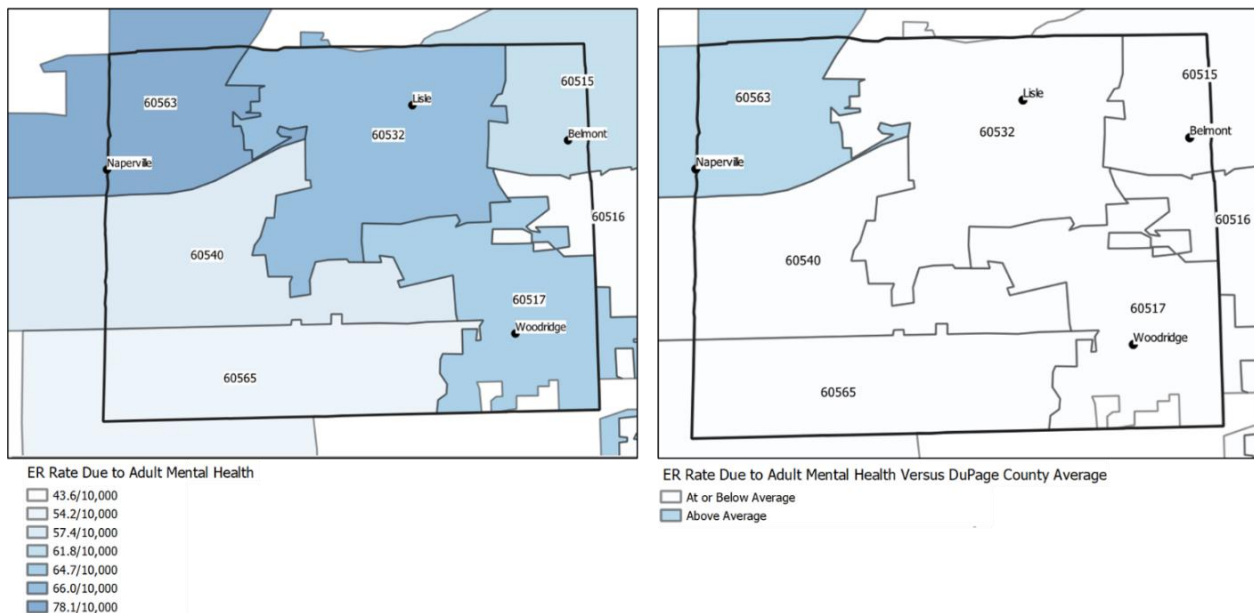 60563
Lisle
60515
60532
Belmont
Naperville
60516
60540
60517
Woodridge
60565
ER Rate Due to Adult Mental Health
43.6/10,000
54.2/10,000
57.4/10,000
61.8/10,000
64.7/10,000
66.0/10,000
78.1/10,000
60515
60563
Lisle
60532
Belmont
Naperville
60516
60540
60517
Woodridge
60565
ER Rate Due to Adult Mental Health Versus DuPage County Average
At or Below Average
Above Average